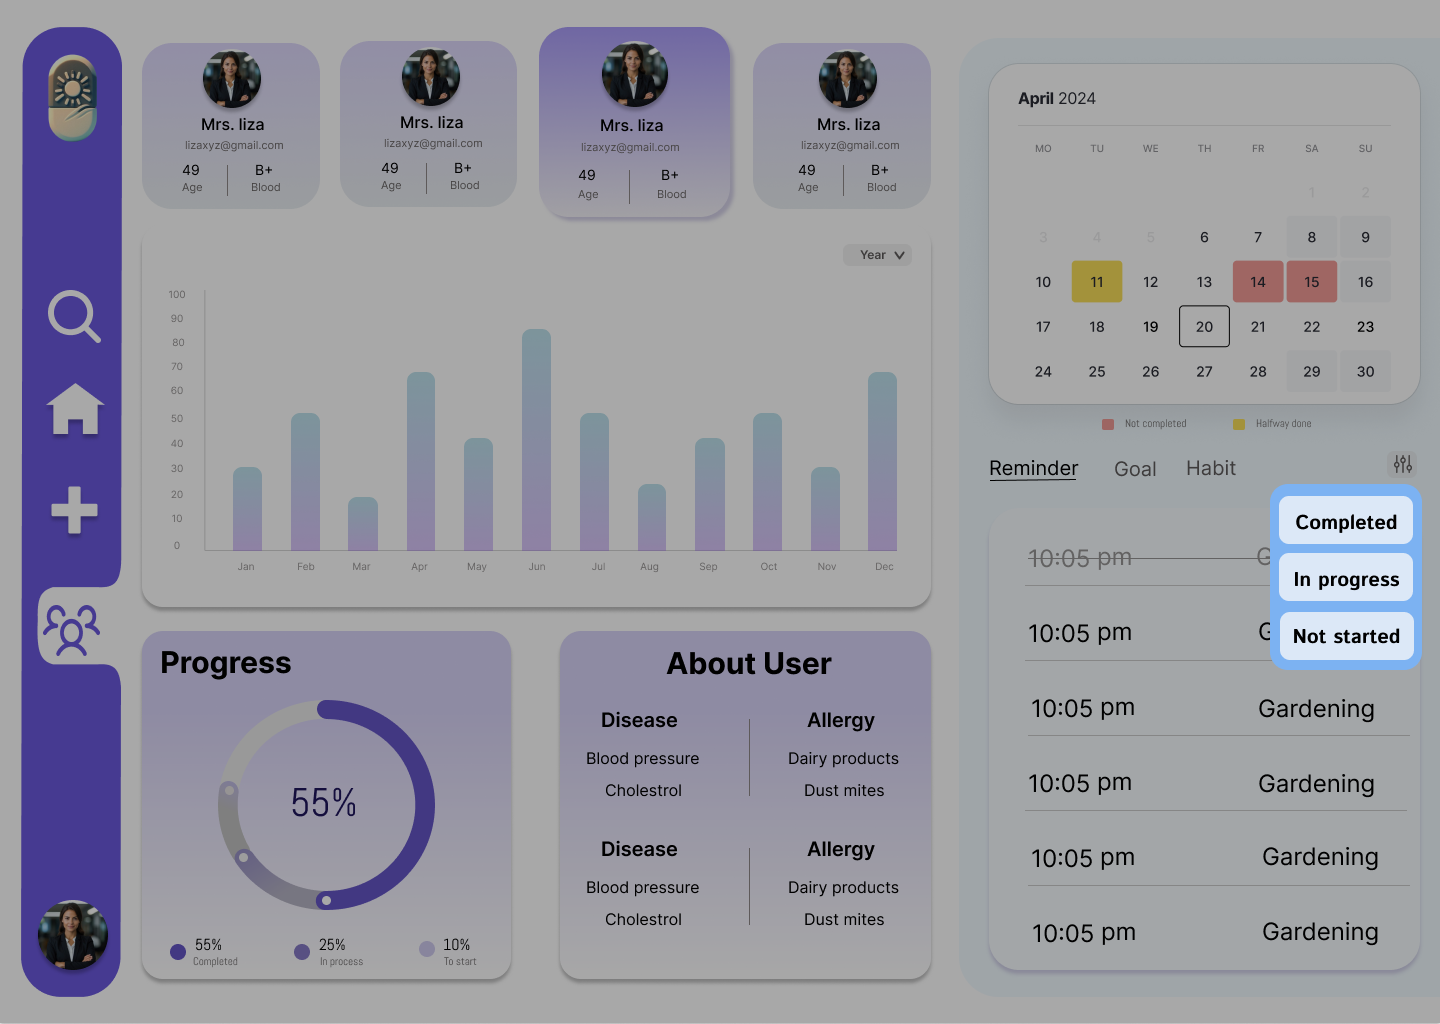 Mrs. liza
lizaxyz@gmail.com
49 B+
Age Blood
Mrs. liza
lizaxyz@gmail.com
49 B+
Age Blood
Mrs. liza
lizaxyz@gmail.com
49 B+
Age Blood
Mrs. liza
lizaxyz@gmail.com
49 B+
Age Blood
Year
100
90
80
70
60
50
40
30
20
10
0
Jan Feb Mar Apr May Jun Jul Aug Sep Oct Nov Dec
Progress
55%
55% 25% 10%
Completed In process To start
About User
Disease Allergy
Blood pressure Dairy products
Cholestrol Dust mites
Disease Allergy
Blood pressure Dairy products
Cholestrol Dust mites
April 2024
MO TU WE TH FR SA SU
1 2
3 4 5 6 7 8 9
10 11 12 13 14 15 16
17 18 19 20 21 22 23
24 25 26 27 28 29 30
Not completed Halfway done
Reminder Goal Habit
Completed
In progress
Not started
10:05 pm G
10:05 pm G
10:05 pm Gardening
10:05 pm Gardening
10:05 pm Gardening
10:05 pm Gardening